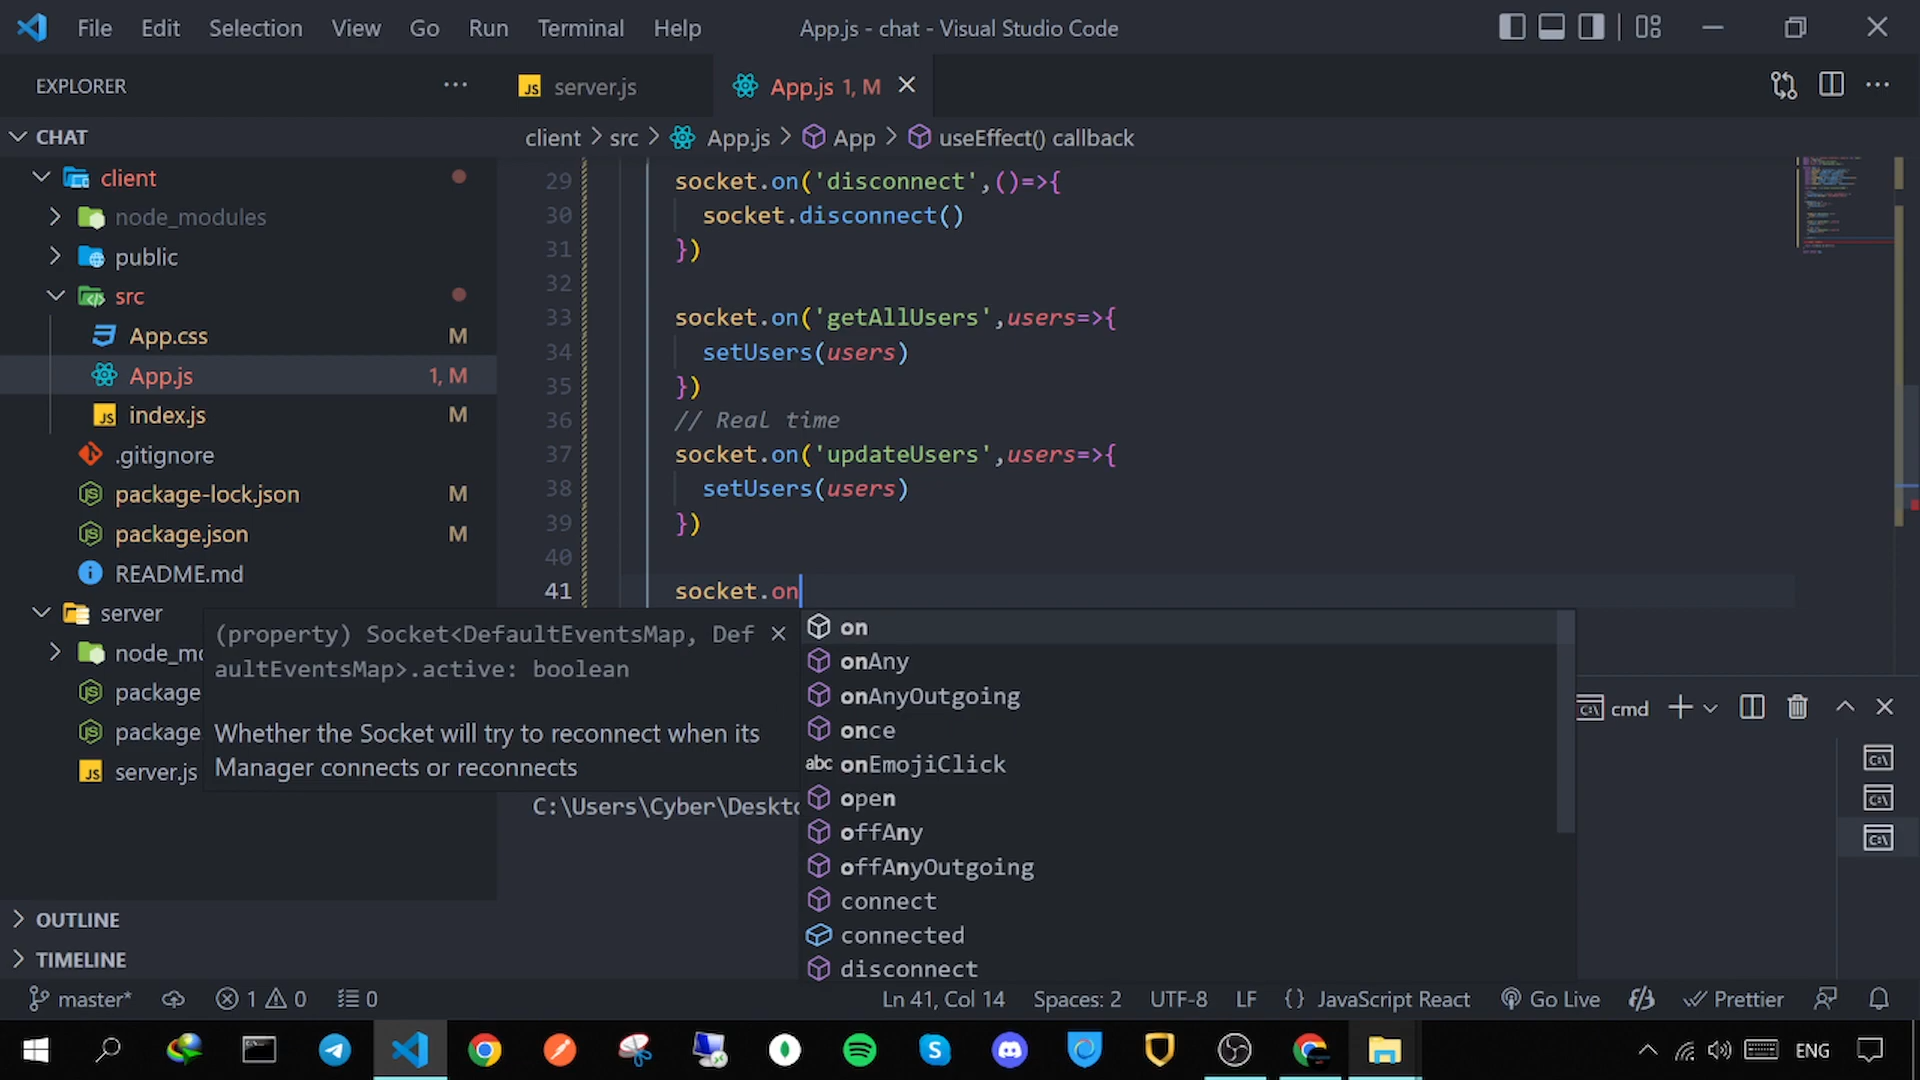 File Edit Selection View Go Run Terminal Help
App.js - chat - Visual Studio Code
EXPLORER
server.js
App.js 1, M
CHAT
client > src > App.js > App > useEffect() callback
client
node_modules
public
src
App.css M
App.js 1, M
index.js M
.gitignore
package-lock.json M
package.json M
README.md
server
node_mo
package
package
server.js
29 socket.on('disconnect',()=>{
30 socket.disconnect()
31 })
32
33 socket.on('getAllUsers',users=>{
34 setUsers(users)
35 })
36 // Real time
37 socket.on('updateUsers',users=>{
38 setUsers(users)
39 })
40
41 socket.on
(property) Socket<DefaultEventsMap, Def
aultEventsMap>.active: boolean
Whether the Socket will try to reconnect when its
Manager connects or reconnects
on
onAny
onAnyOutgoing
once
abc onEmojiClick
open
offAny
offAnyOutgoing
connect
connected
disconnect
cmd
C:\Users\Cyber\Deskto
OUTLINE
TIMELINE
master* 1 0 0
Ln 41, Col 14 Spaces: 2 UTF-8 LF {} JavaScript React Go Live Prettier
ENG